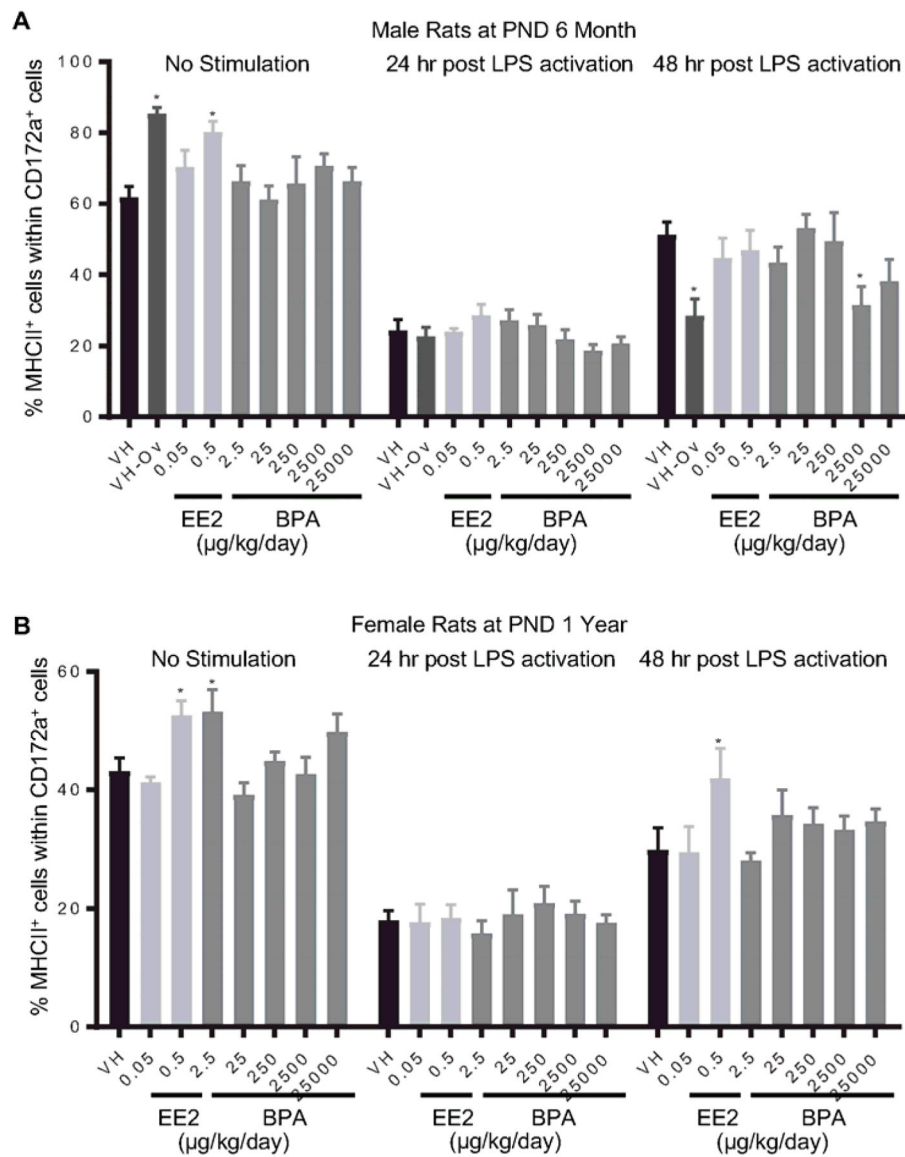 A
Male Rats at PND 6 Month
No Stimulation 24 hr post LPS activation 48 hr post LPS activation
% MHCII⁺ cells within CD172a⁺ cells
100
80
60
40
20
0
* * * *
VH VH-Ov 0.05 0.5 2.5 25 250 2500 25000 VH VH-Ov 0.05 0.5 2.5 25 250 2500 25000 VH VH-Ov 0.05 0.5 2.5 25 250 2500 25000
EE2 BPA EE2 BPA EE2 BPA
(µg/kg/day) (µg/kg/day) (µg/kg/day)
B
Female Rats at PND 1 Year
No Stimulation 24 hr post LPS activation 48 hr post LPS activation
% MHCII⁺ cells within CD172a⁺ cells
60
40
20
0
* * *
VH 0.05 0.5 2.5 25 250 2500 25000 VH 0.05 0.5 2.5 25 250 2500 25000 VH 0.05 0.5 2.5 25 250 2500 25000
EE2 BPA EE2 BPA EE2 BPA
(µg/kg/day) (µg/kg/day) (µg/kg/day)